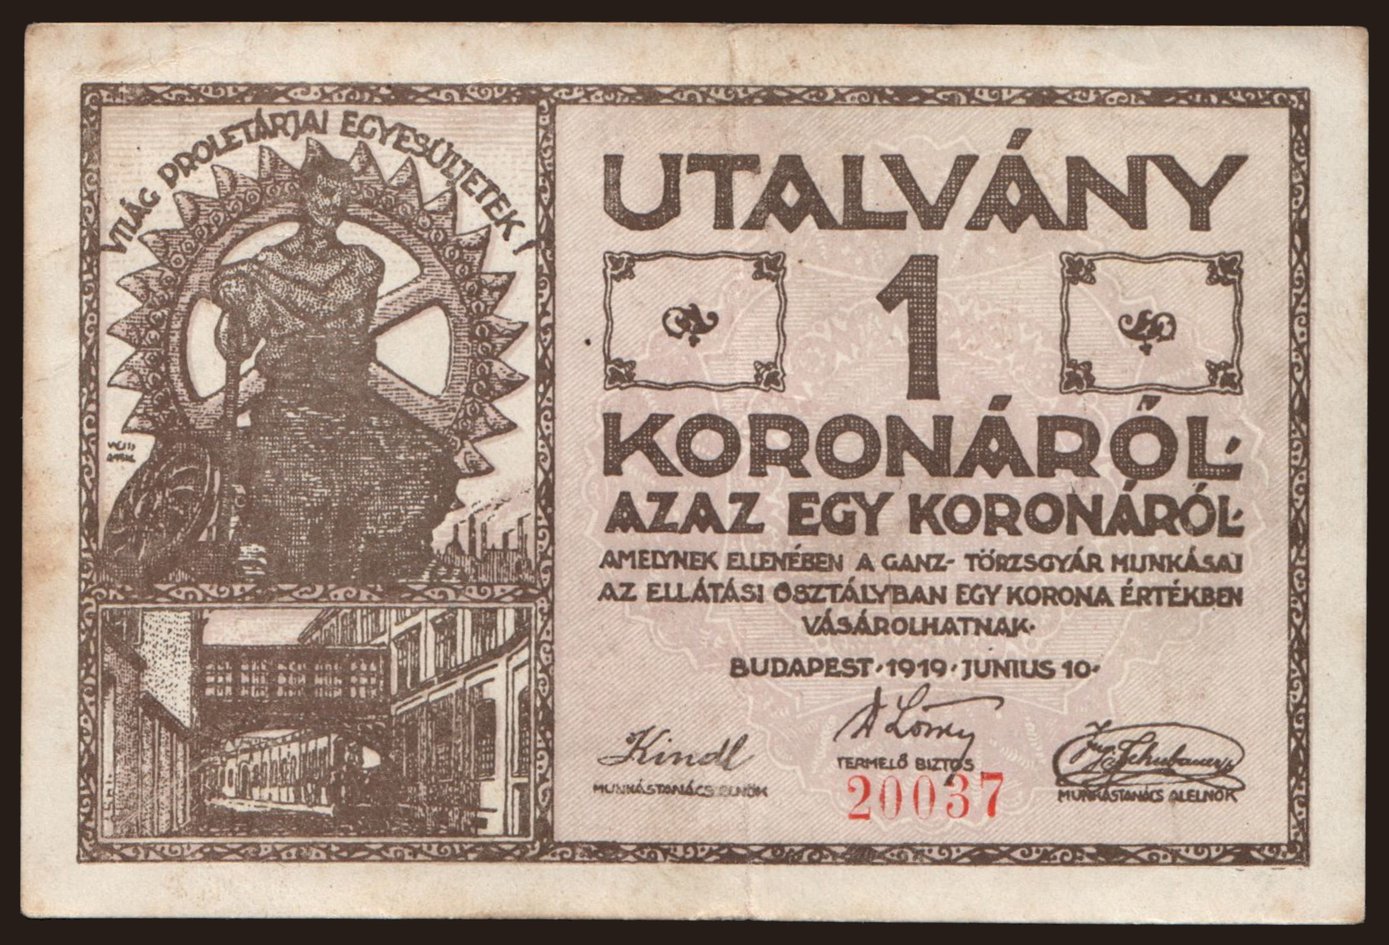 VILÁG PROLETÁRJAI EGYESÜLJETEK!
UTALVÁNY
1
KORONÁRÓL·
AZAZ EGY KORONÁRÓL·
AMELYNEK ELLENÉBEN A GANZ- TÖRZSGYÁR MUNKÁSAI
AZ ELLÁTÁSI OSZTÁLYBAN EGY KORONA ÉRTÉKBEN
VÁSÁROLHATNAK·
BUDAPEST·1919·JUNIUS 10·
Kindl
MUNKÁSTANÁCS ELNÖK
TERMELŐ BIZTOS
20037
MUNKÁSTANÁCS ALELNÖK